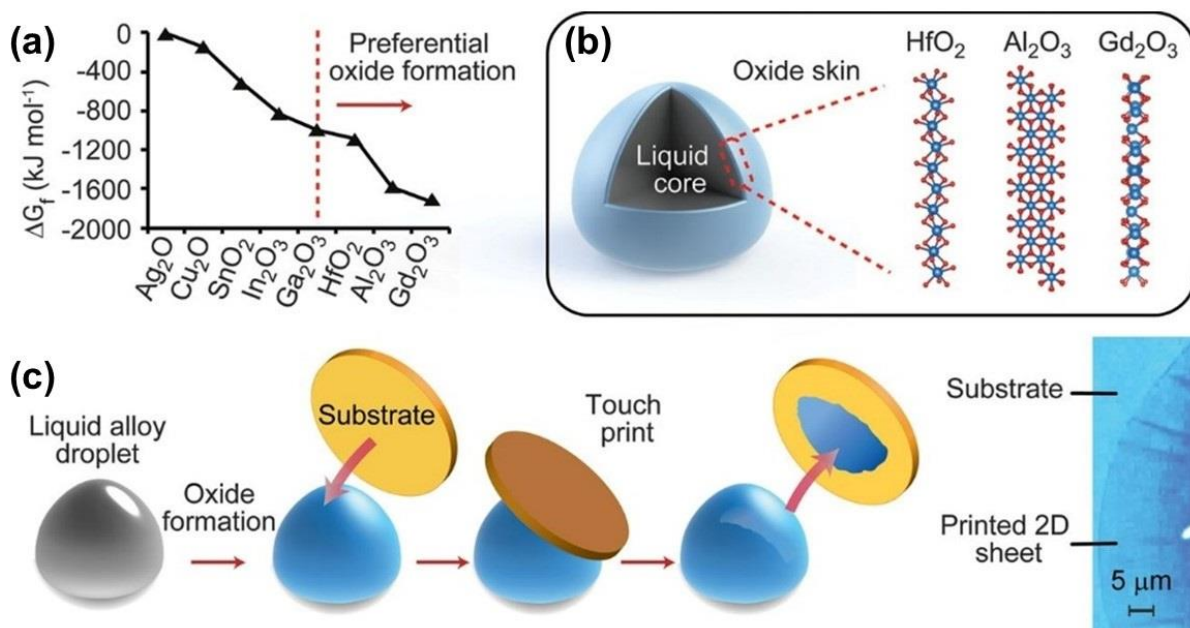 (a)
0
-400
-800
-1200
-1600
-2000
ΔG_f (kJ mol⁻¹)
Preferential
oxide formation
Ag₂O
Cu₂O
SnO₂
In₂O₃
Ga₂O₃
HfO₂
Al₂O₃
Gd₂O₃
(b)
Oxide skin
Liquid
core
HfO₂
Al₂O₃
Gd₂O₃
(c)
Liquid alloy
droplet
Oxide
formation
Substrate
Touch
print
Substrate
Printed 2D
sheet
5 μm